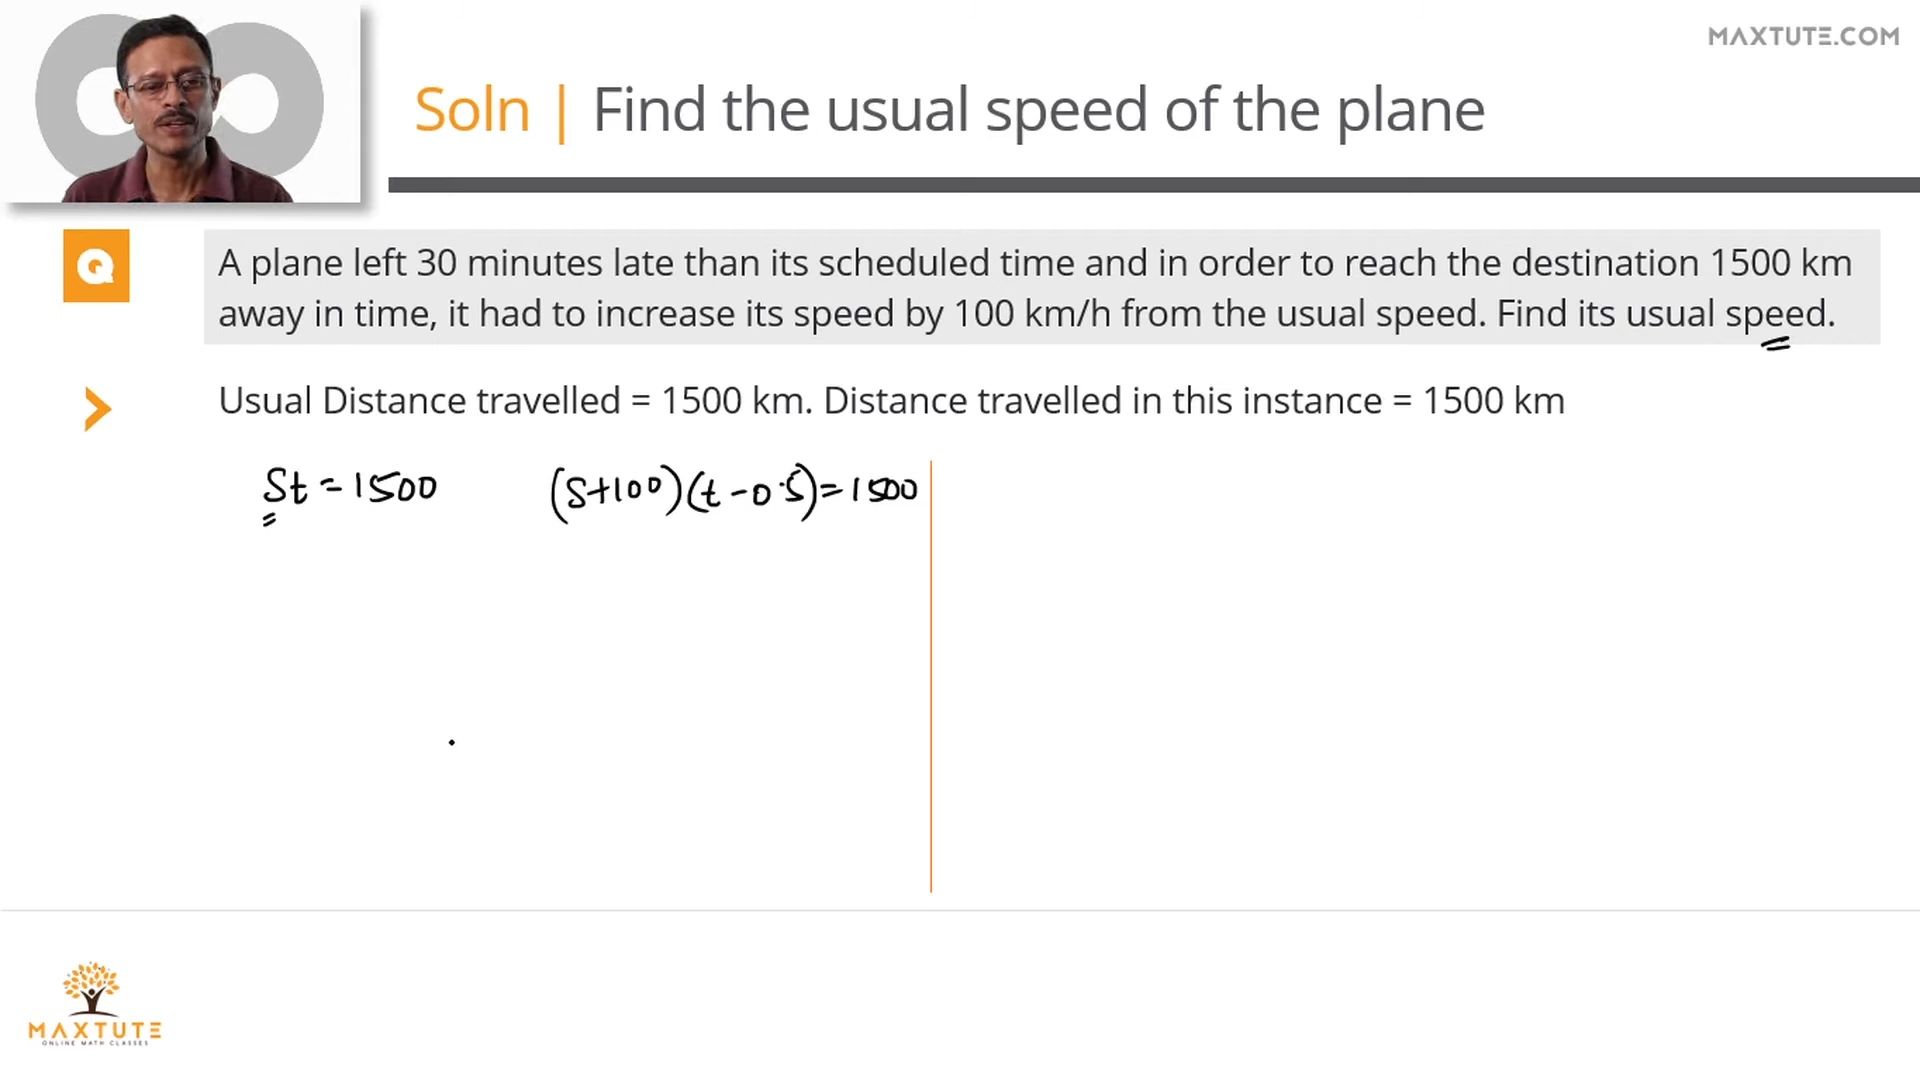 MAXTUTE.COM
Soln | Find the usual speed of the plane
Q
A plane left 30 minutes late than its scheduled time and in order to reach the destination 1500 km
away in time, it had to increase its speed by 100 km/h from the usual speed. Find its usual speed.
Usual Distance travelled = 1500 km. Distance travelled in this instance = 1500 km
St = 1500 (S+100)(t-0.5)=1500
MAXTUTE
ONLINE MATH CLASSES